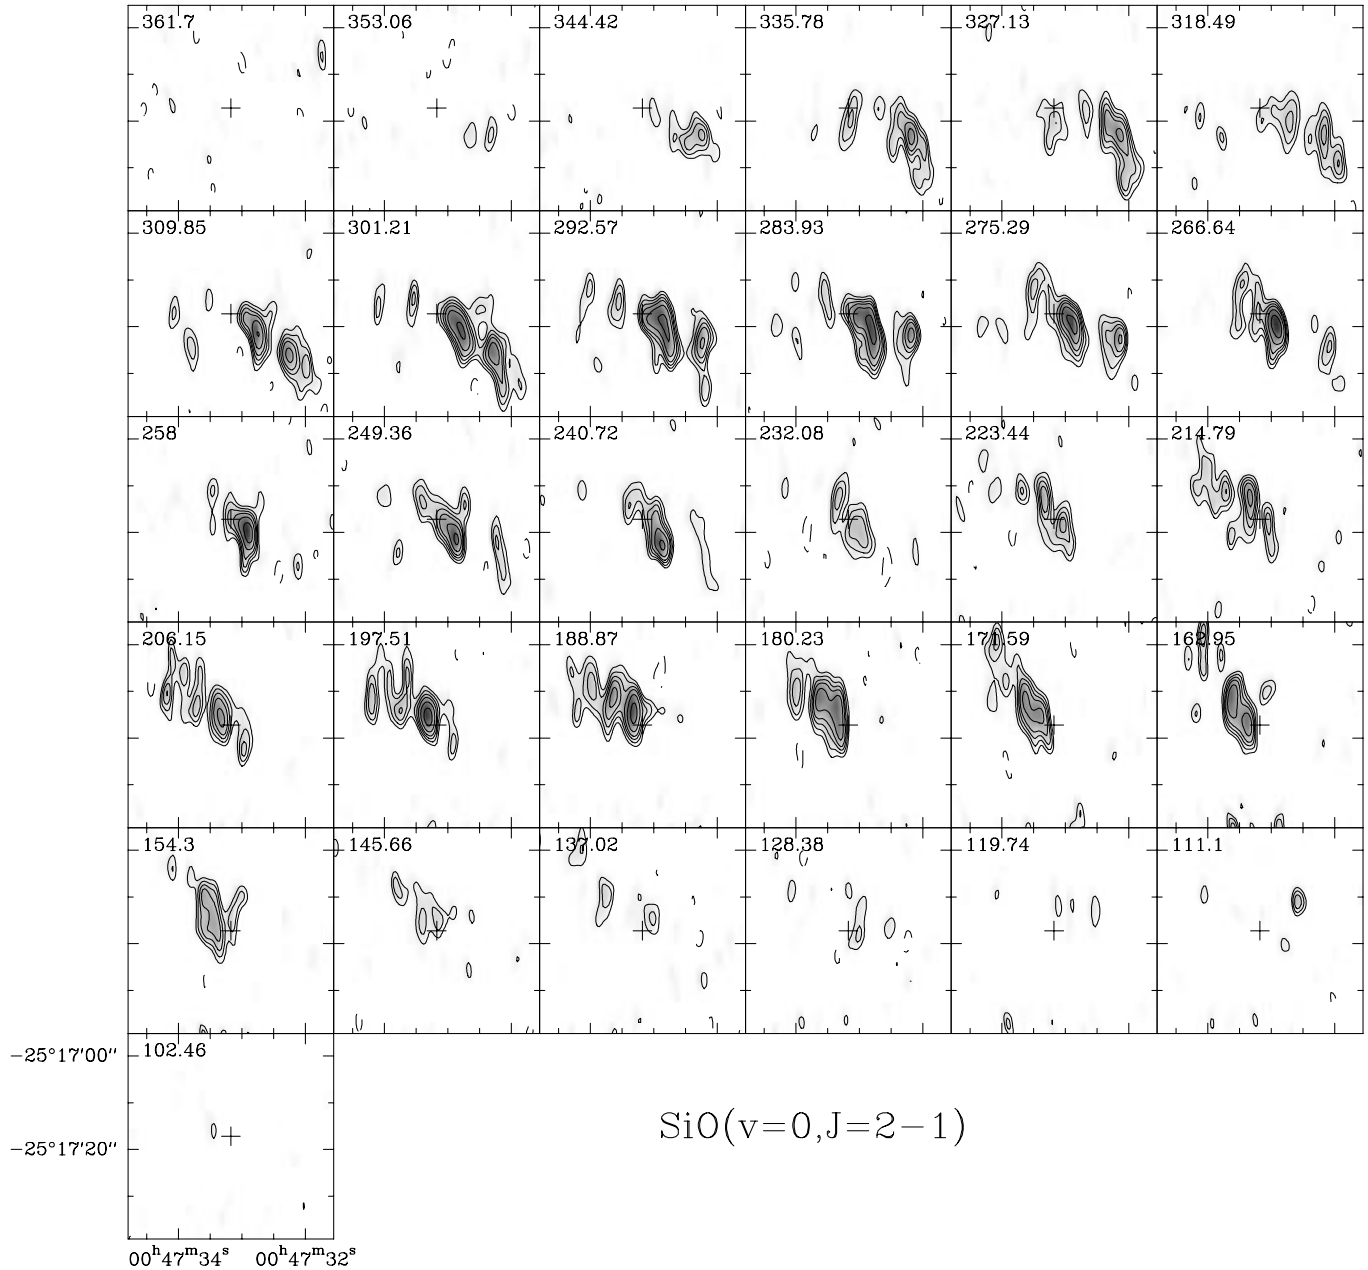 361.7 353.06 344.42 335.78 327.13 318.49
309.85 301.21 292.57 283.93 275.29 266.64
258 249.36 240.72 232.08 223.44 214.79
206.15 197.51 188.87 180.23 171.59 162.95
154.3 145.66 137.02 128.38 119.74 111.1
102.46
−25°17′00″
SiO(v=0,J=2−1)
−25°17′20″
00ʰ47ᵐ34ˢ 00ʰ47ᵐ32ˢ